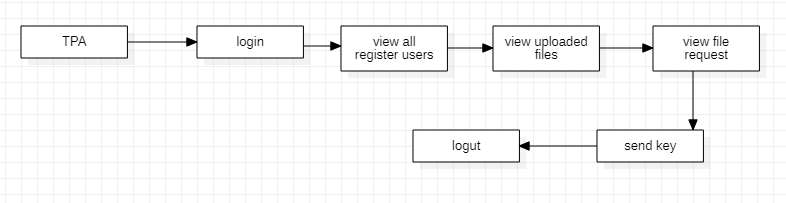 TPA
login
view all
register users
view uploaded
files
view file
request
logut
send key